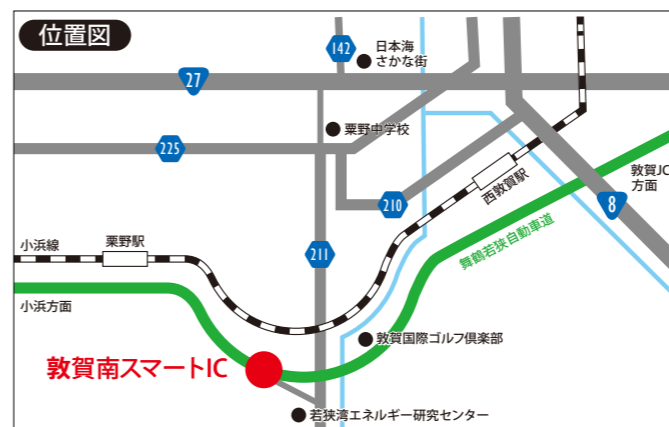 位置図
142
日本海
さかな街
27
粟野中学校
225
西敦賀駅
敦賀JC
方面
210
8
小浜線
粟野駅
211
舞鶴若狭自動車道
小浜方面
敦賀国際ゴルフ倶楽部
敦賀南スマートIC
若狭湾エネルギー研究センター